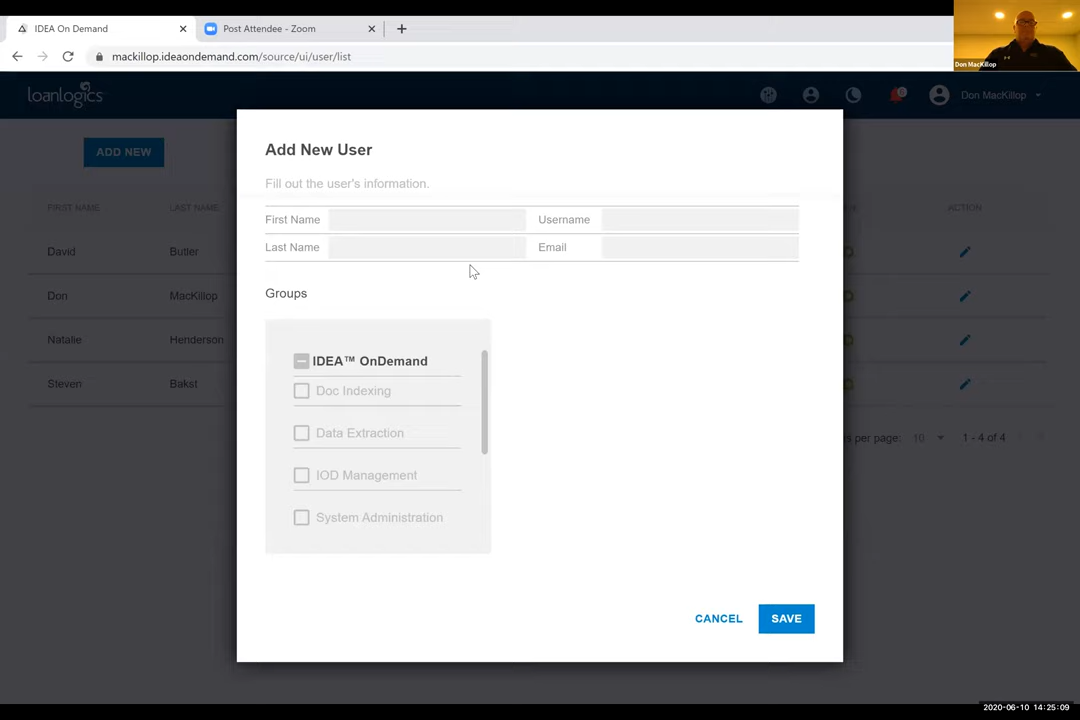 IDEA On Demand
Post Attendee - Zoom
mackillop.ideaondemand.com/source/ui/user/list
Don MacKillop
loanlogics
6
Don MacKillop
ADD NEW
Add New User
Fill out the user's information.
FIRST NAME
LAST NAME
ACTION
First Name
Username
Last Name
Email
David
Butler
Don
MacKillop
Natalie
Henderson
Steven
Bakst
Groups
IDEA™ OnDemand
Doc Indexing
Data Extraction
IOD Management
System Administration
per page: 10
1 - 4 of 4
CANCEL
SAVE
2020-06-10 14:25:09